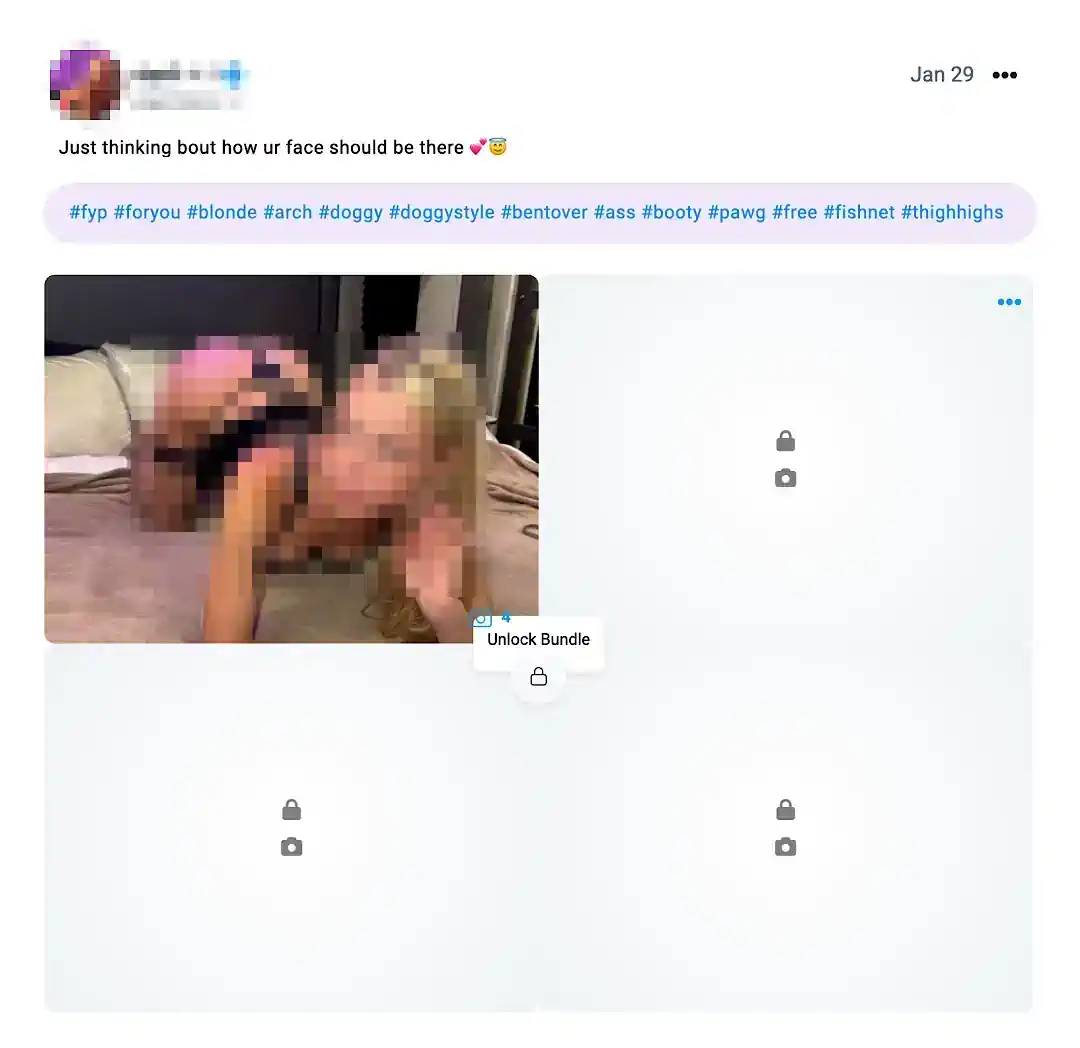 Jan 29
Just thinking bout how ur face should be there 💕😇
#fyp #foryou #blonde #arch #doggy #doggystyle #bentover #ass #booty #pawg #free #fishnet #thighhighs
4
Unlock Bundle